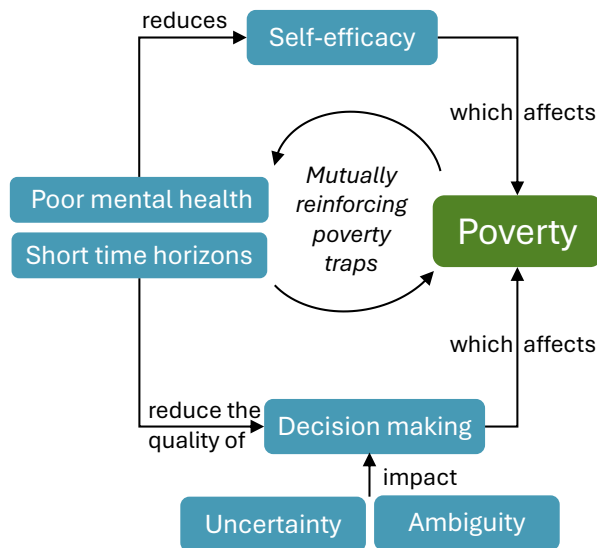 reduces
Self-efficacy
which affects
Mutually
reinforcing
poverty
traps
Poor mental health
Short time horizons
Poverty
which affects
reduce the
quality of
Decision making
impact
Uncertainty
Ambiguity